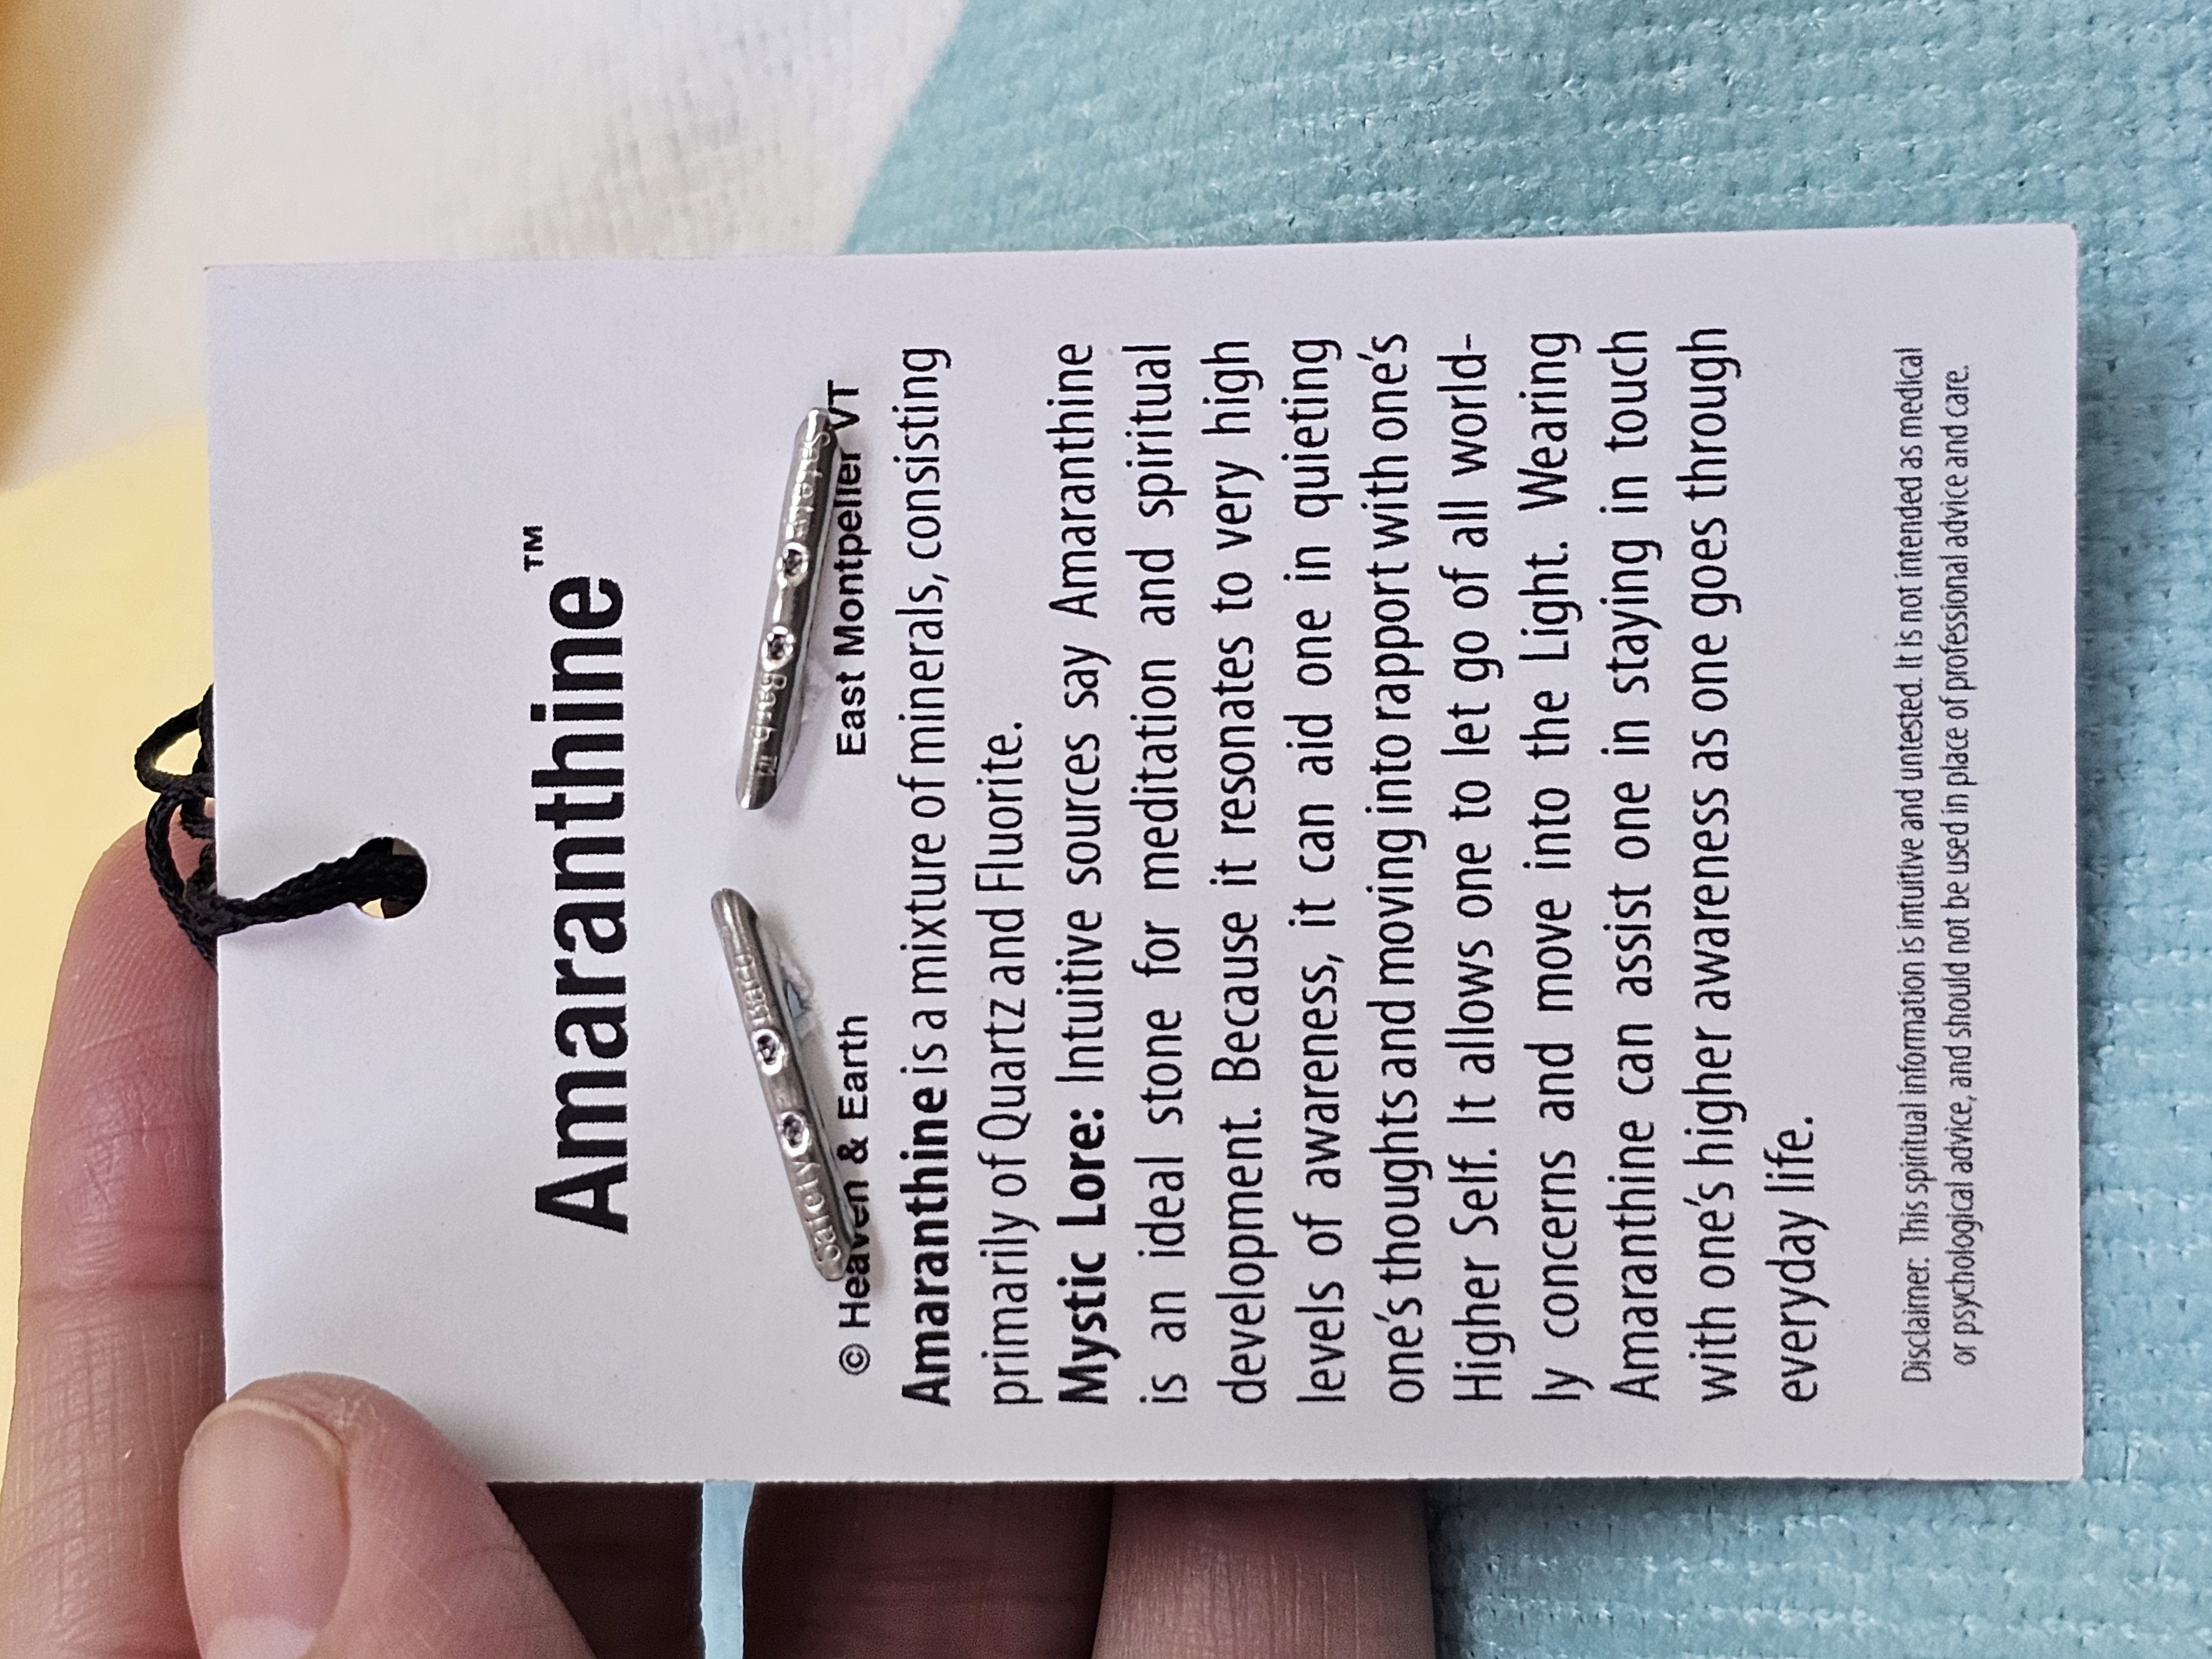 Amaranthine™
© Heaven & Earth East Montpelier VT
Amaranthine is a mixture of minerals, consisting
primarily of Quartz and Fluorite.
Mystic Lore: Intuitive sources say Amaranthine
is an ideal stone for meditation and spiritual
development. Because it resonates to very high
levels of awareness, it can aid one in quieting
one's thoughts and moving into rapport with one's
Higher Self. It allows one to let go of all world-
ly concerns and move into the Light. Wearing
Amaranthine can assist one in staying in touch
with one's higher awareness as one goes through
everyday life.
Disclaimer: This spiritual information is intuitive and untested. It is not intended as medical
or psychological advice, and should not be used in place of professional advice and care.
Safety